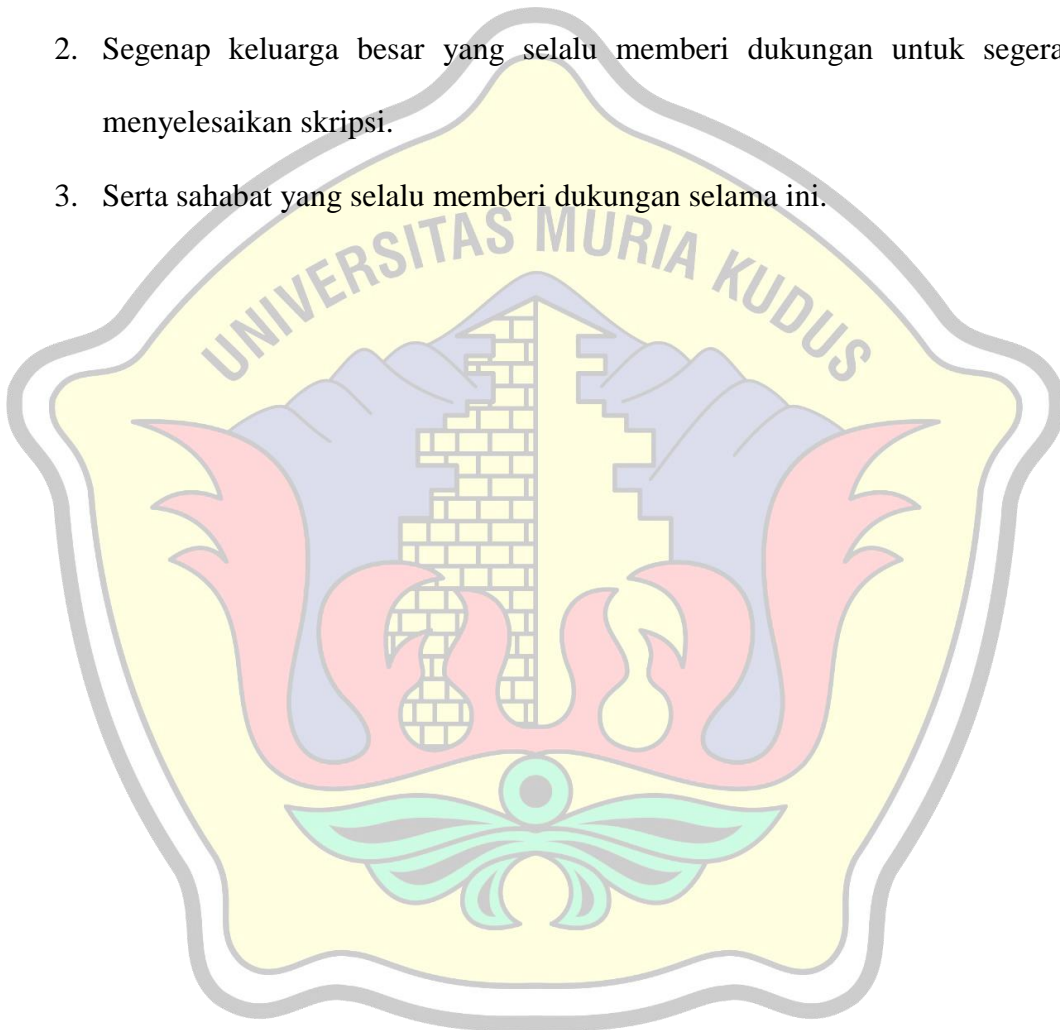 2. Segenap keluarga besar yang selalu memberi dukungan untuk segera
menyelesaikan skripsi.
3. Serta sahabat yang selalu memberi dukungan selama ini.
UNIVERSITAS MURIA KUDUS